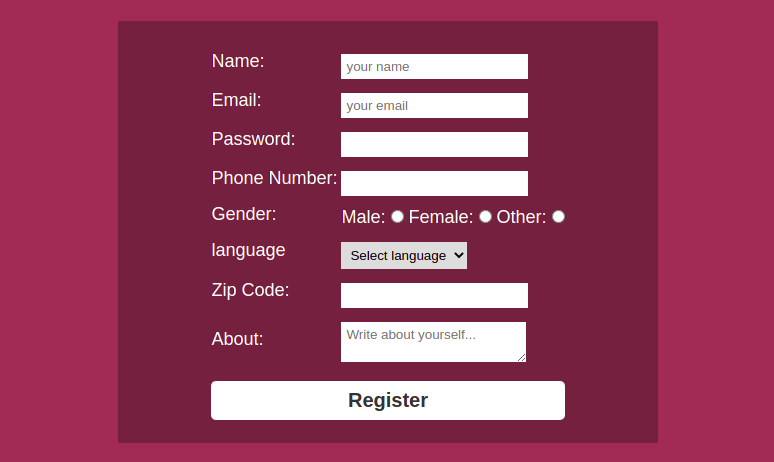 Name: your name
Email: your email
Password:
Phone Number:
Gender: Male: Female: Other:
language Select language
Zip Code:
About: Write about yourself...
Register